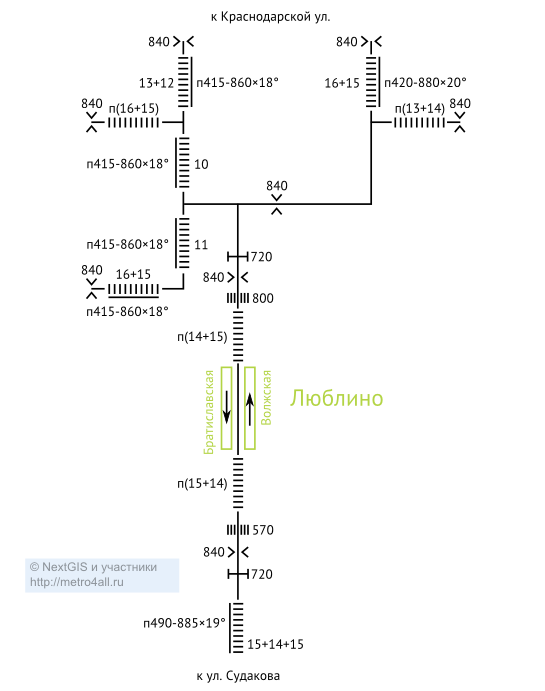 к Краснодарской ул.
840
840
13+12
п415-860×18°
16+15
п420-880×20°
840
п(16+15)
п(13+14)
840
п415-860×18°
10
840
п415-860×18°
11
720
840
16+15
840
800
п415-860×18°
п(14+15)
Братиславская
Волжская
Люблино
п(15+14)
570
840
© NextGIS и участники
http://metro4all.ru
720
п490-885×19°
15+14+15
к ул. Судакова